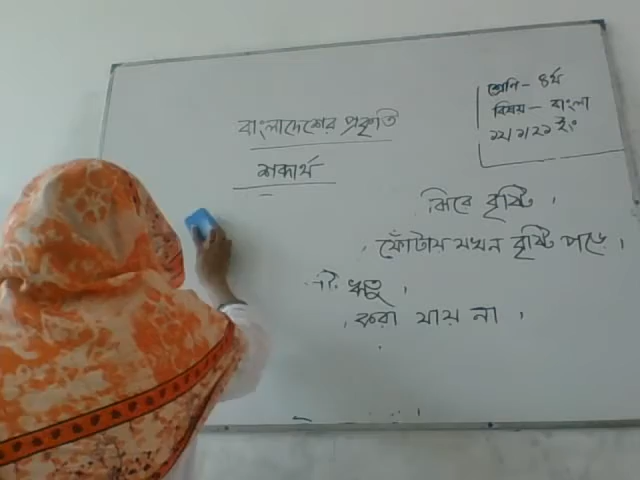 শ্রেণি - ৪র্থ
বিষয় - বাংলা
বাংলাদেশের প্রকৃতি
শব্দার্থ
ঝিরে বৃষ্টি ।
ফোঁটায় যখন বৃষ্টি পড়ে ।
ঋতু ।
করা যায় না ।